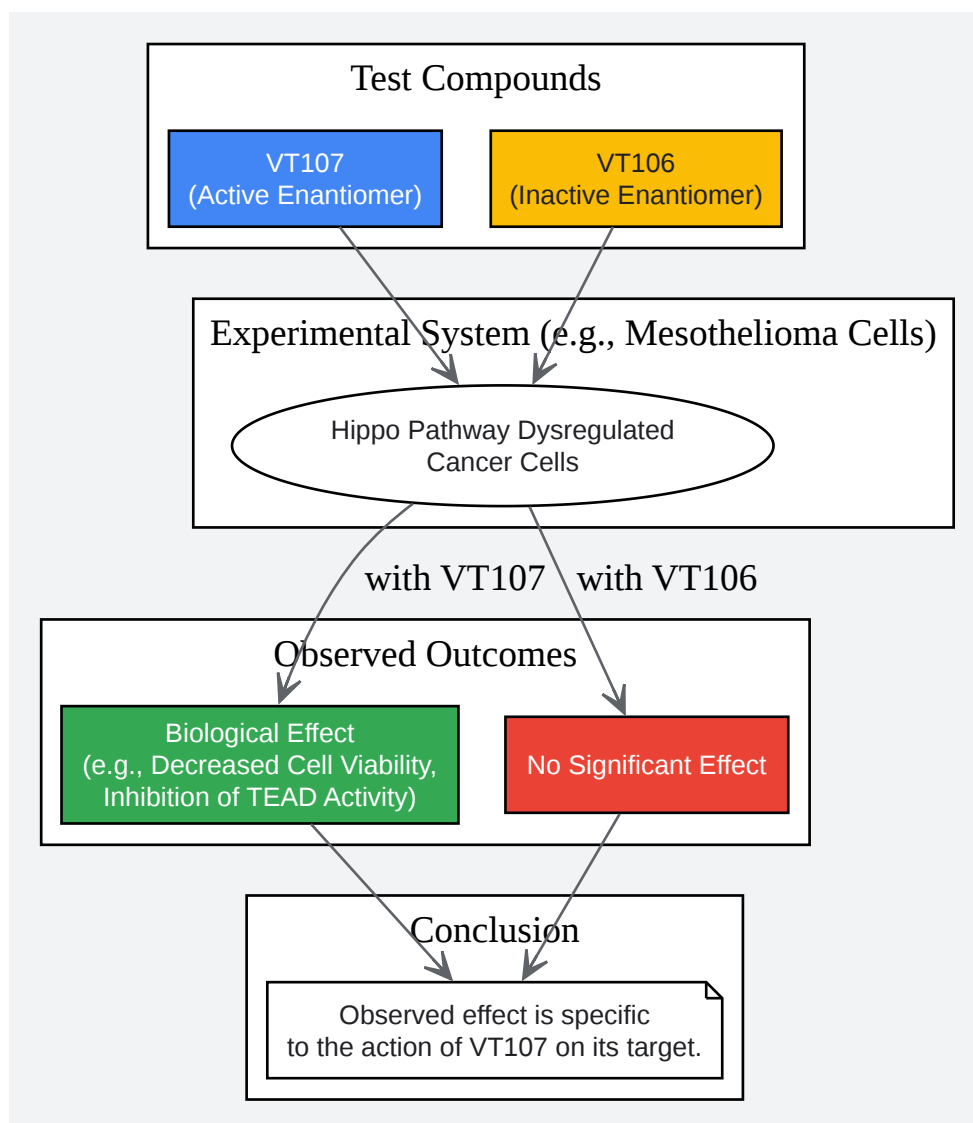 Test Compounds
VT107
(Active Enantiomer)
VT106
(Inactive Enantiomer)
Experimental System (e.g., Mesothelioma Cells)
Hippo Pathway Dysregulated
Cancer Cells
with VT107
with VT106
Observed Outcomes
Biological Effect
(e.g., Decreased Cell Viability,
Inhibition of TEAD Activity)
No Significant Effect
Conclusion
Observed effect is specific
to the action of VT107 on its target.